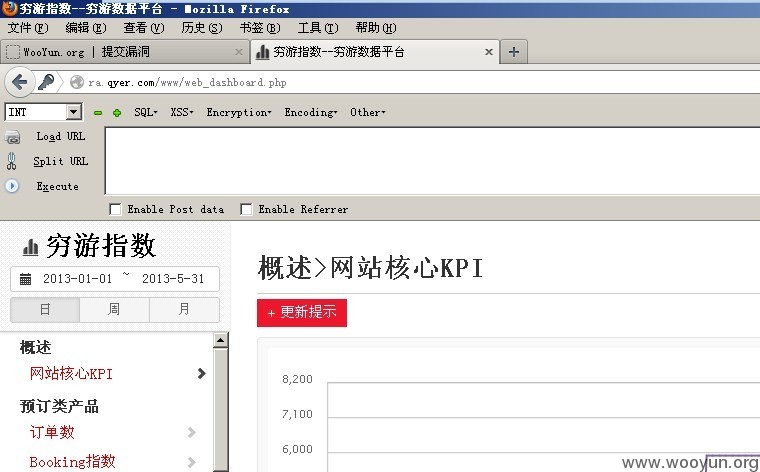 穷游指数--穷游数据平台 - Mozilla Firefox
文件(F) 编辑(E) 查看(V) 历史(S) 书签(B) 工具(T) 帮助(H)
WooYun.org | 提交漏洞 × 穷游指数--穷游数据平台 × +
ra.qyer.com/www/web_dashboard.php
INT SQL XSS Encryption Encoding Other
Load URL
Split URL
Execute
Enable Post data Enable Referrer
穷游指数
2013-01-01 ~ 2013-5-31
日 周 月
概述
网站核心KPI
预订类产品
订单数
Booking指数
概述>网站核心KPI
+ 更新提示
8,200
7,100
6,000
www.wooyun.org